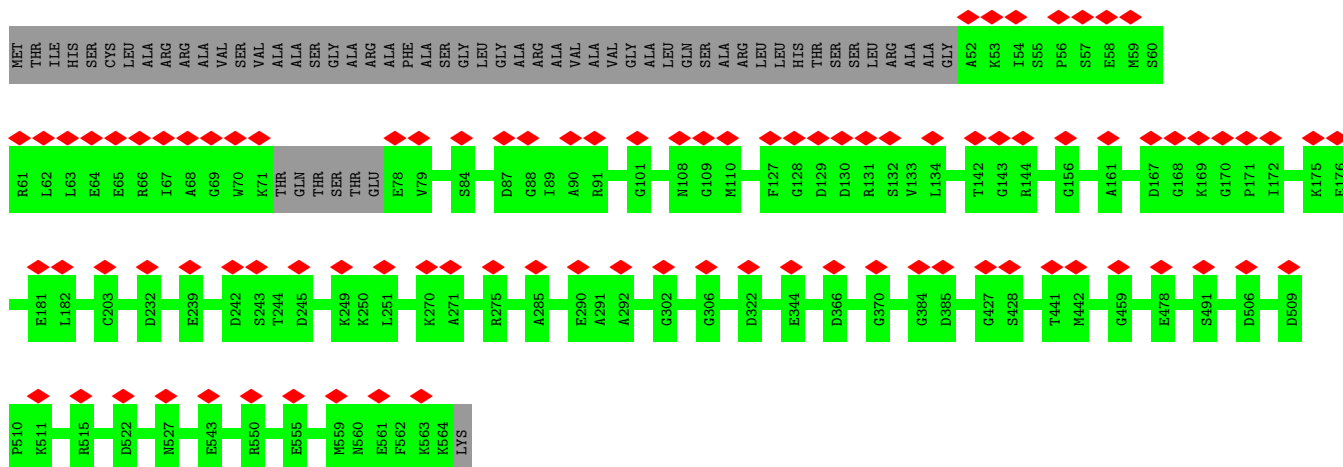 MET THR ILE HIS SER CYS LEU ALA ARG ARG ALA VAL SER VAL ALA ALA SER GLY ALA ARG ALA PHE ALA SER GLY LEU GLY ALA ARG ALA VAL ALA VAL GLY ALA LEU GLN SER ALA ARG LEU LEU HIS THR SER SER LEU ARG ALA ALA GLY A52 K53 I54 S55 P56 S57 E58 M59 S60
R61 L62 L63 E64 E65 R66 I67 A68 G69 W70 K71 THR GLN THR SER THR GLU E78 V79 S84 D87 G88 I89 A90 R91 G101 N108 G109 M110 F127 G128 D129 D130 R131 S132 V133 L134 T142 G143 R144 G156 A161 D167 G168 K169 G170 P171 I172 K175 E176
E181 L182 C203 D232 E239 D242 S243 T244 D245 K249 K250 L251 K270 A271 R275 A285 E290 A291 A292 G302 G306 D322 E344 D366 G370 G384 D385 G427 S428 T441 M442 G459 E478 S491 D506 D509
P510 K511 R515 D522 N527 E543 R550 E555 M559 N560 E561 F562 K563 K564 LYS